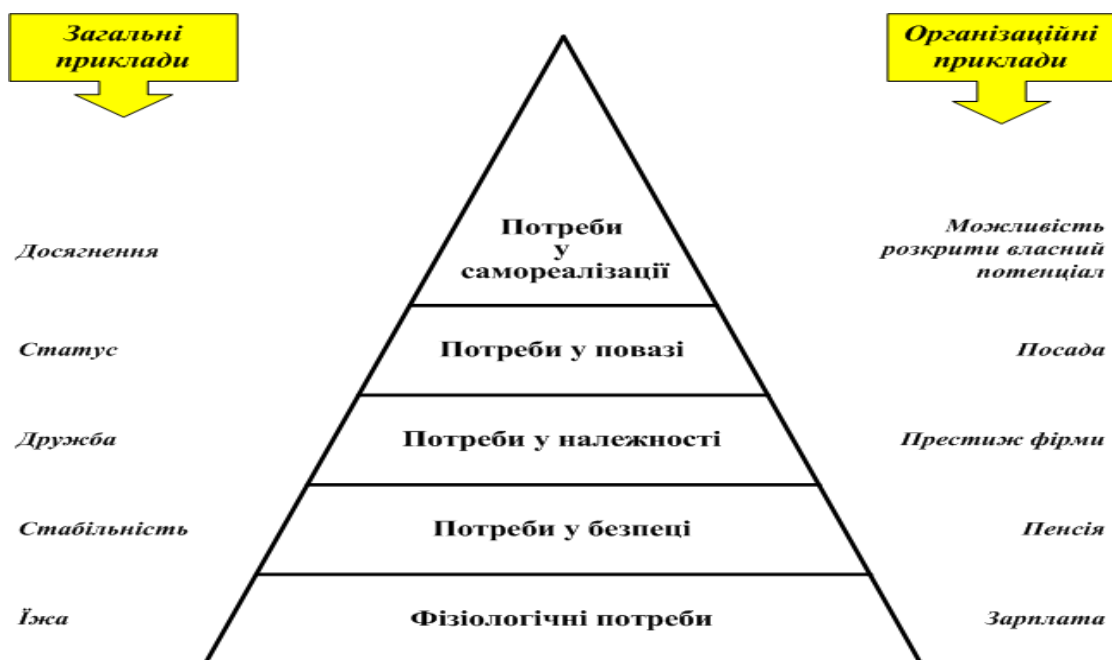 Загальні
приклади
Організаційні
приклади
Досягнення
Потреби
у
самореалізації
Можливість
розкрити власний
потенціал
Статус
Потреби у повазі
Посада
Дружба
Потреби у належності
Престиж фірми
Стабільність
Потреби у безпеці
Пенсія
Їжа
Фізіологічні потреби
Зарплата